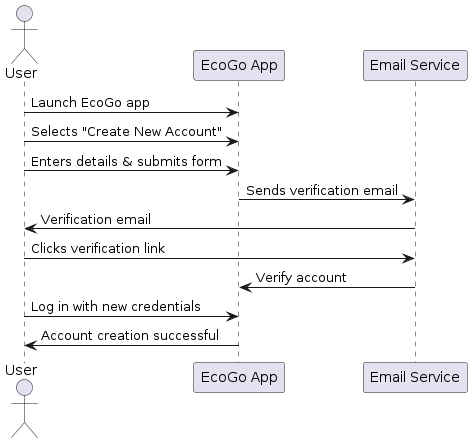 User
EcoGo App
Email Service
Launch EcoGo app
Selects "Create New Account"
Enters details & submits form
Sends verification email
Verification email
Clicks verification link
Verify account
Log in with new credentials
Account creation successful
User
EcoGo App
Email Service